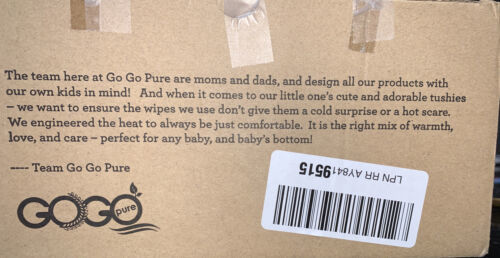 The team here at Go Go Pure are moms and dads, and design all our products with
our own kids in mind!  And when it comes to our little one's cute and adorable tushies
– we want to ensure the wipes we use don't give them a cold surprise or a hot scare.
We engineered the heat to always be just comfortable.  It is the right mix of warmth,
love, and care – perfect for any baby, and baby's bottom!
---- Team Go Go Pure
GOGO pure
LPN RR AY8419515